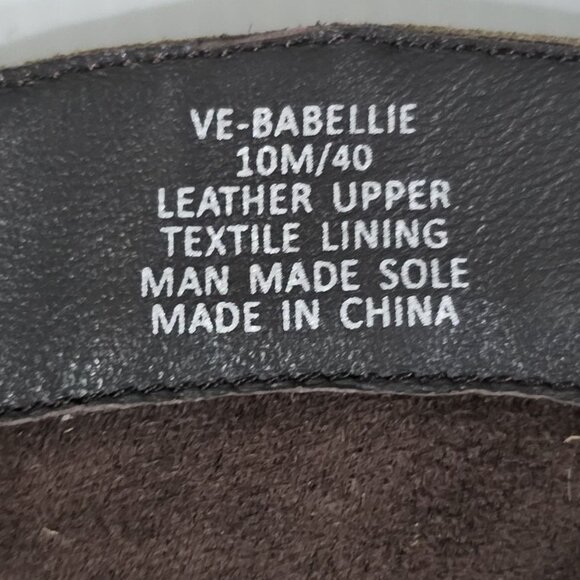 VE-BABELLIE
10M/40
LEATHER UPPER
TEXTILE LINING
MAN MADE SOLE
MADE IN CHINA